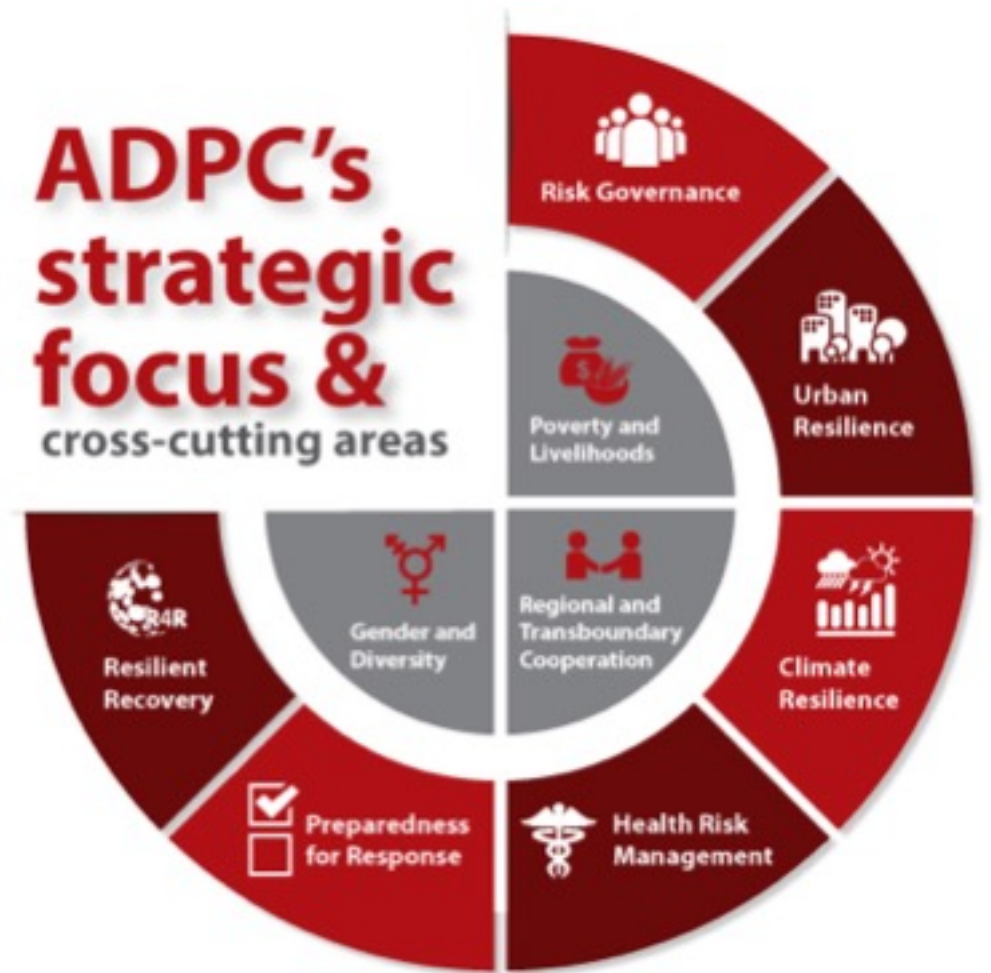 ADPC's
strategic
focus &
cross-cutting areas
Risk Governance
Urban
Resilience
Climate
Resilience
Health Risk
Management
Preparedness
for Response
R4R
Resilient
Recovery
$
Poverty and
Livelihoods
Regional and
Transboundary
Cooperation
Gender and
Diversity